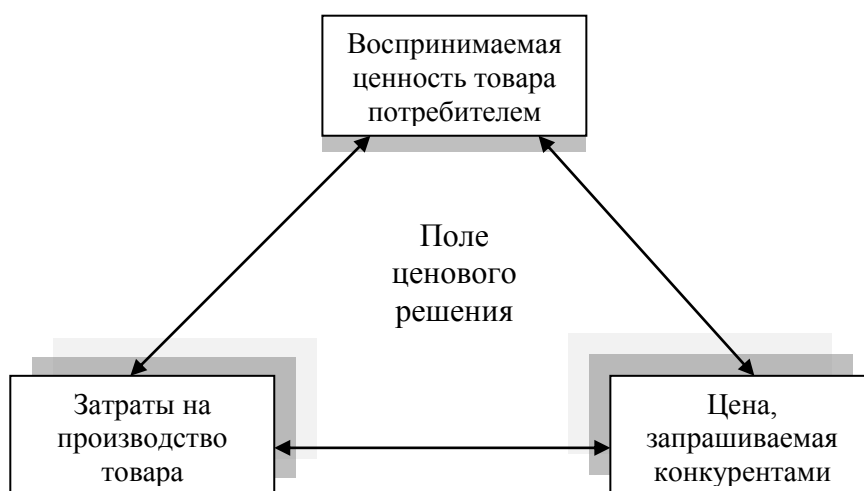 Воспринимаемая
ценность товара
потребителем
Поле
ценового
решения
Затраты на
производство
товара
Цена,
запрашиваемая
конкурентами